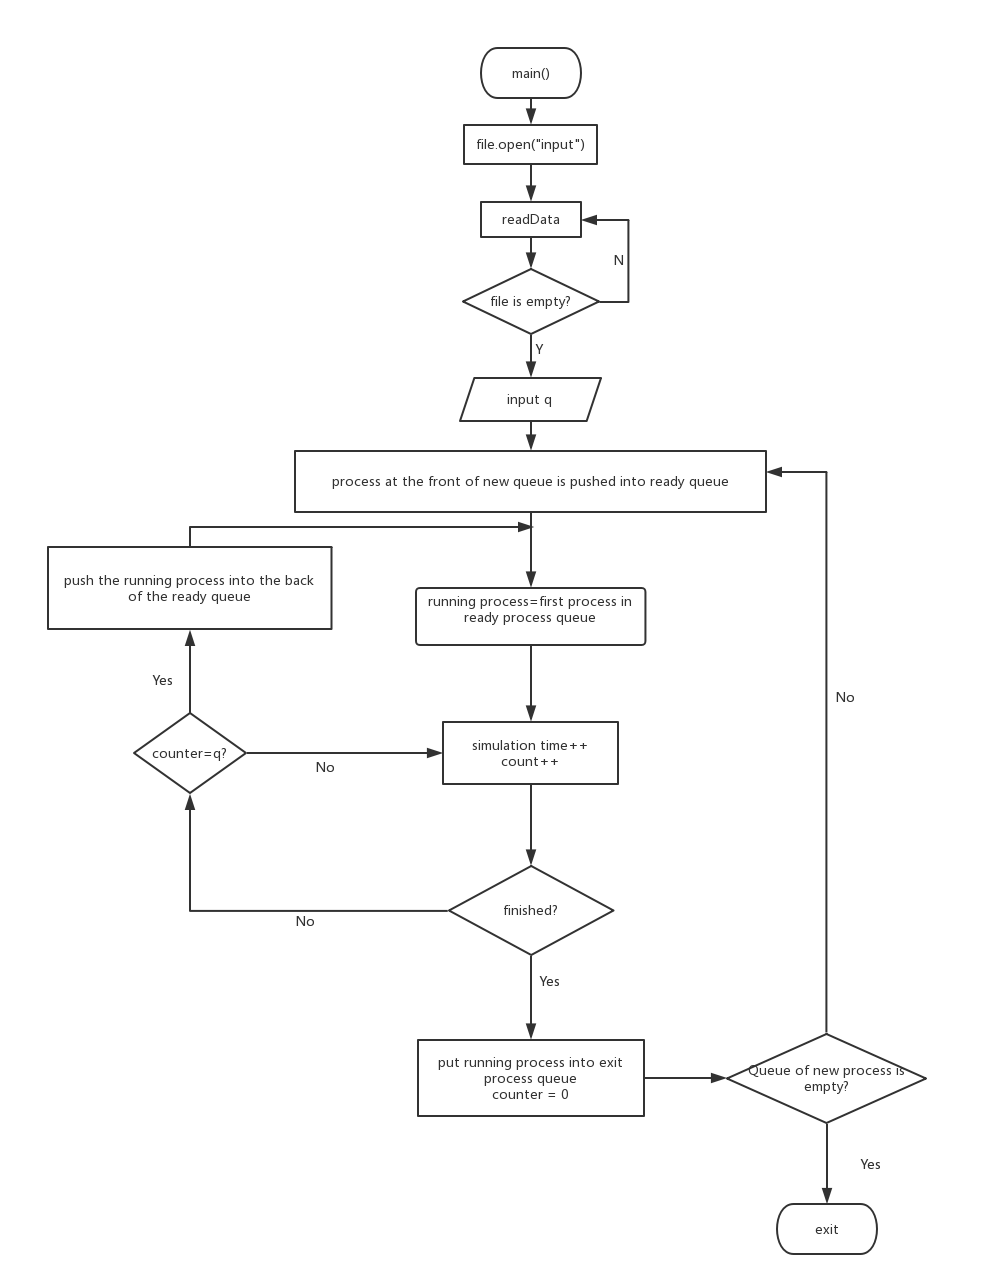 main()
file.open("input")
readData
N
file is empty?
Y
input q
process at the front of new queue is pushed into ready queue
push the running process into the back
of the ready queue
running process=first process in
ready process queue
Yes
No
counter=q?
simulation time++
count++
No
finished?
No
Yes
put running process into exit
process queue
counter = 0
Queue of new process is
empty?
Yes
exit